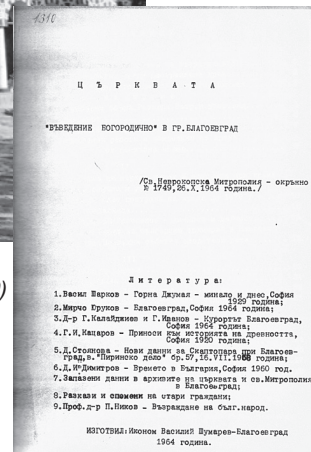 1310
Ц Ъ Р К В А Т А
"ВЪВЕДЕНИЕ БОГОРОДИЧНО" В ГР.БЛАГОЕВГРАД
/Св.Неврокопска Митрополия - окръжно
№ 1749,26.X.1964 година./
Л и т е р а т у р а:
1.Васил Шарков - Горна Джумая - минало и днес,София
1929 година;
2.Мирчо Юруков - Благоевград,София 1964 година;
3.Д-р Г.Калайджиев и Г.Иванов - Курортът Благоевград,
София 1964 година;
4.Г.И.Кацаров - Приноси към историята на древността,
София 1920 година;
5.Д.Стоянова - Нови данни за Скаптопара при Благоев-
град,в."Пиринско дело" бр.57,16.VII.1968 година;
6.Д.Ив.Димитров - Времето в България,София 1960 год.
7.Запазени данни в архивите на църквата и св.Митрополия
в Благоевград;
8.Разкази и спомени на стари граждани;
9.Проф.д-р П.Ников - Възраждане на бълг.народ.
ИЗГОТВИЛ:Иконом Василий Шумарев-Благоевград
1964 година.